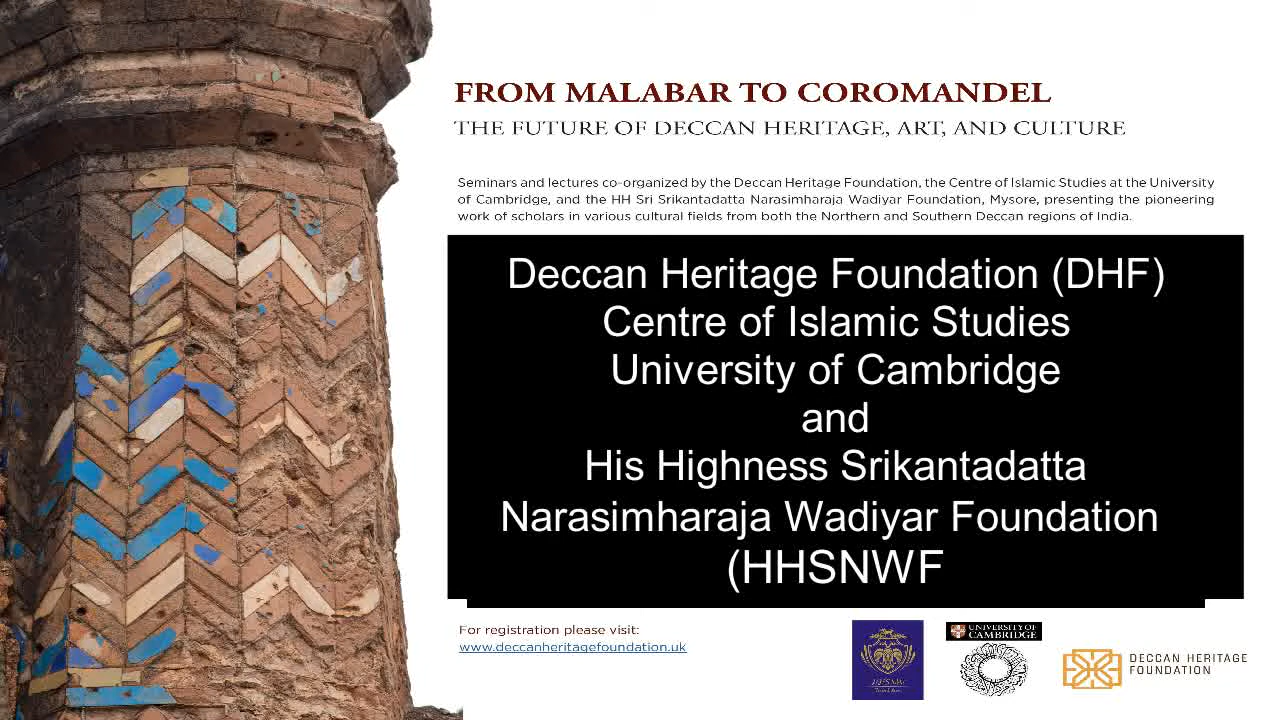 FROM MALABAR TO COROMANDEL
THE FUTURE OF DECCAN HERITAGE, ART, AND CULTURE
Seminars and lectures co-organized by the Deccan Heritage Foundation, the Centre of Islamic Studies at the University
of Cambridge, and the HH Sri Srikantadatta Narasimharaja Wadiyar Foundation, Mysore, presenting the pioneering
work of scholars in various cultural fields from both the Northern and Southern Deccan regions of India.
Deccan Heritage Foundation (DHF)
Centre of Islamic Studies
University of Cambridge
and
His Highness Srikantadatta
Narasimharaja Wadiyar Foundation
(HHSNWF
For registration please visit:
www.deccanheritagefoundation.uk
UNIVERSITY OF
CAMBRIDGE
DECCAN HERITAGE
FOUNDATION